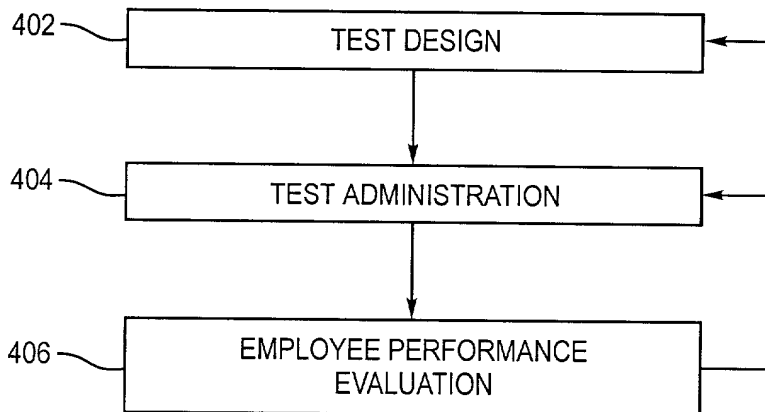 402
TEST DESIGN
404
TEST ADMINISTRATION
406
EMPLOYEE PERFORMANCE
EVALUATION